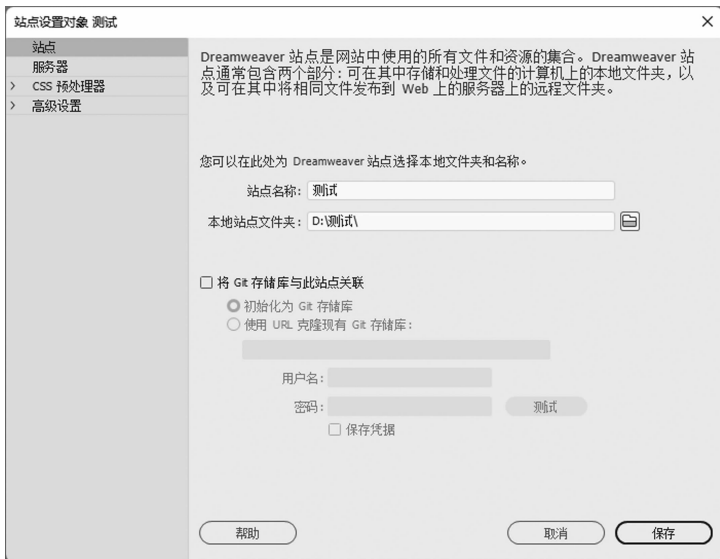 站点设置对象 测试
站点
服务器
CSS 预处理器
高级设置
Dreamweaver 站点是网站中使用的所有文件和资源的集合。Dreamweaver 站
点通常包含两个部分：可在其中存储和处理文件的计算机上的本地文件夹，以
及可在其中将相同文件发布到 Web 上的服务器上的远程文件夹。
您可以在此处为 Dreamweaver 站点选择本地文件夹和名称。
站点名称： 测试
本地站点文件夹： D:\测试\
将 Git 存储库与此站点关联
初始化为 Git 存储库
使用 URL 克隆现有 Git 存储库：
用户名：
密码： 测试
保存凭据
帮助 取消 保存